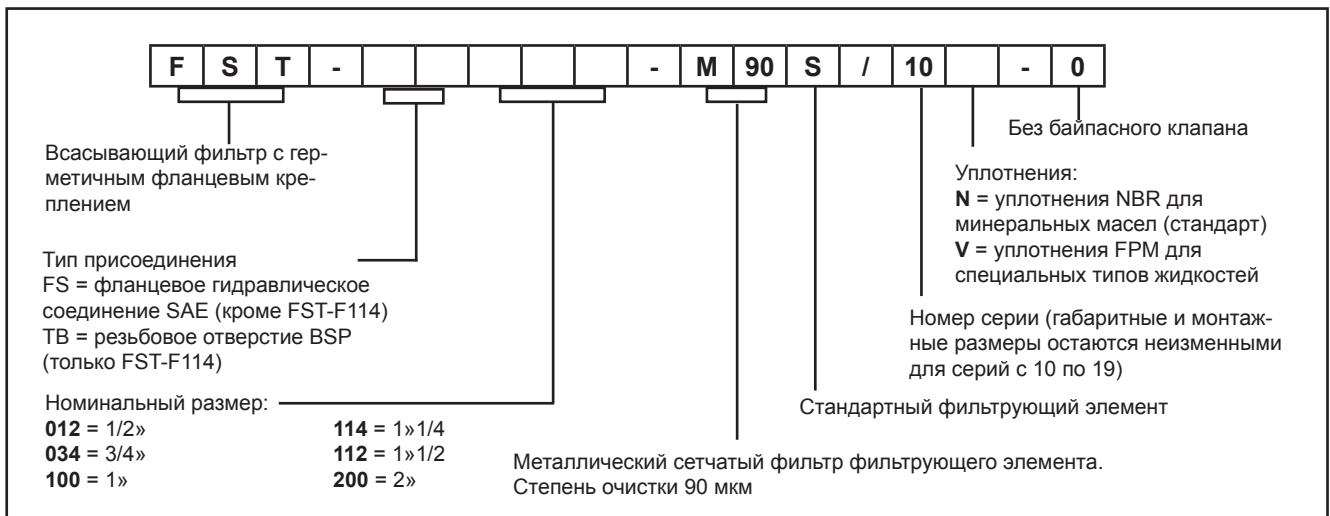 F S T - - M 90 S / 10 - 0
Всасывающий фильтр с гер-
метичным фланцевым кре-
плением
Тип присоединения
FS = фланцевое гидравлическое
соединение SAE (кроме FST-F114)
TB = резьбовое отверстие BSP
(только FST-F114)
Номинальный размер:
012 = 1/2» 114 = 1»1/4
034 = 3/4» 112 = 1»1/2
100 = 1» 200 = 2»
Без байпасного клапана
Уплотнения:
N = уплотнения NBR для
минеральных масел (стандарт)
V = уплотнения FPM для
специальных типов жидкостей
Номер серии (габаритные и монтаж-
ные размеры остаются неизменными
для серий с 10 по 19)
Стандартный фильтрующий элемент
Металлический сетчатый фильтр фильтрующего элемента.
Степень очистки 90 мкм